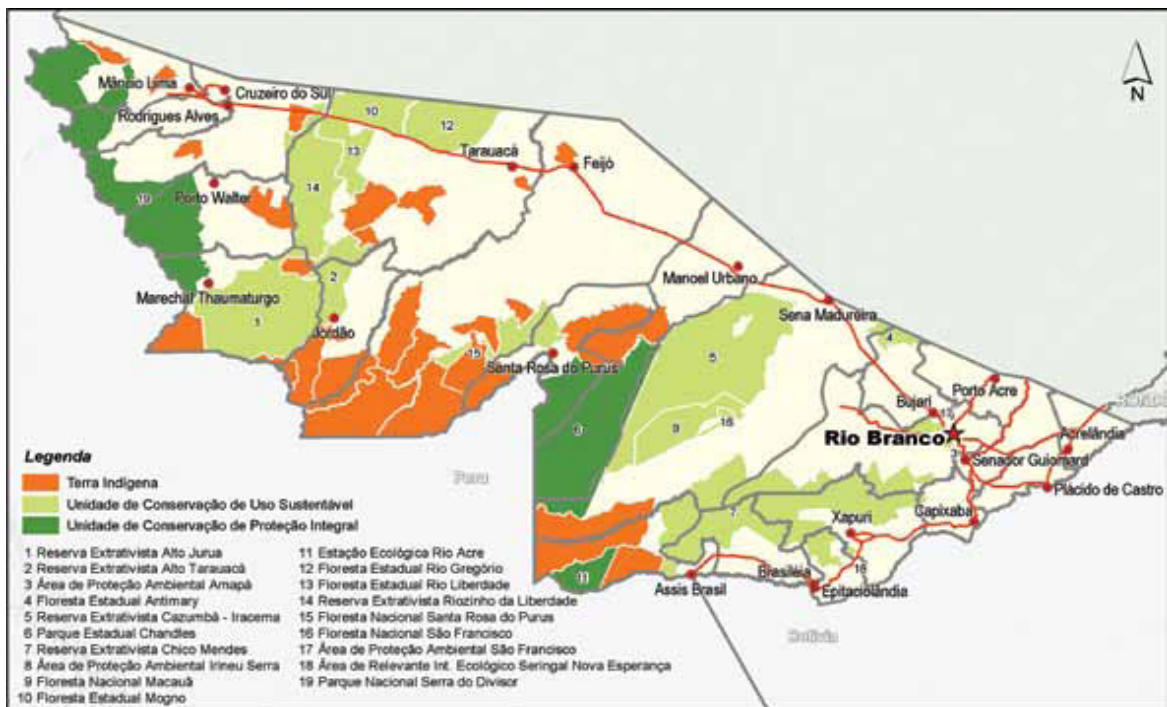 N
Mâncio Lima
Cruzeiro do Sul
Rodrigues Alves
10
12
Tarauacá
Feijó
13
14
19
Porto Walter
Manoel Urbano
Marechal Thaumaturgo
2
Sena Madureira
1
Jordão
4
15
5
Santa Rosa do Purus
Porto Acre
Bujari
6
9
16
Rio Branco
Acrelândia
Senador Guiomard
Plácido de Castro
Peru
7
Xapuri
Capixaba
11
Assis Brasil
Brasiléia
18
Epitaciolândia
Bolívia
Legenda
Terra Indígena
Unidade de Conservação de Uso Sustentável
Unidade de Conservação de Proteção Integral
1 Reserva Extrativista Alto Jurua
2 Reserva Extrativista Alto Tarauacá
3 Área de Proteção Ambiental Amapá
4 Floresta Estadual Antimary
5 Reserva Extrativista Cazumbá - Iracema
6 Parque Estadual Chandles
7 Reserva Extrativista Chico Mendes
8 Área de Proteção Ambiental Irineu Serra
9 Floresta Nacional Macauã
10 Floresta Estadual Mogno
11 Estação Ecológica Rio Acre
12 Floresta Estadual Rio Gregório
13 Floresta Estadual Rio Liberdade
14 Reserva Extrativista Riozinho da Liberdade
15 Floresta Nacional Santa Rosa do Purus
16 Floresta Nacional São Francisco
17 Área de Proteção Ambiental São Francisco
18 Área de Relevante Int. Ecológico Seringal Nova Esperança
19 Parque Nacional Serra do Divisor